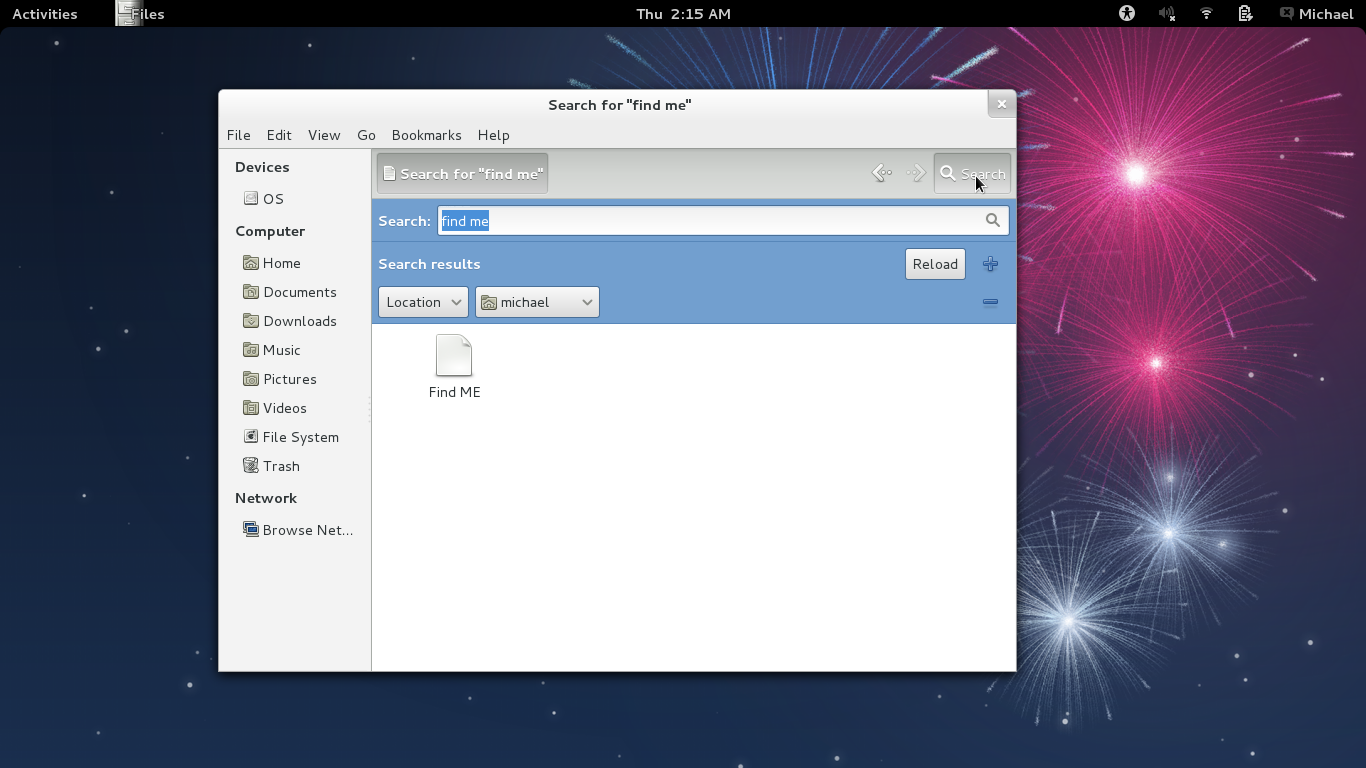 Activities Files Thu 2:15 AM Michael
Search for "find me"
File Edit View Go Bookmarks Help
Devices
OS
Computer
Home
Documents
Downloads
Music
Pictures
Videos
File System
Trash
Network
Browse Net...
Search for "find me" Search
Search: find me
Search results Reload
Location michael
Find ME